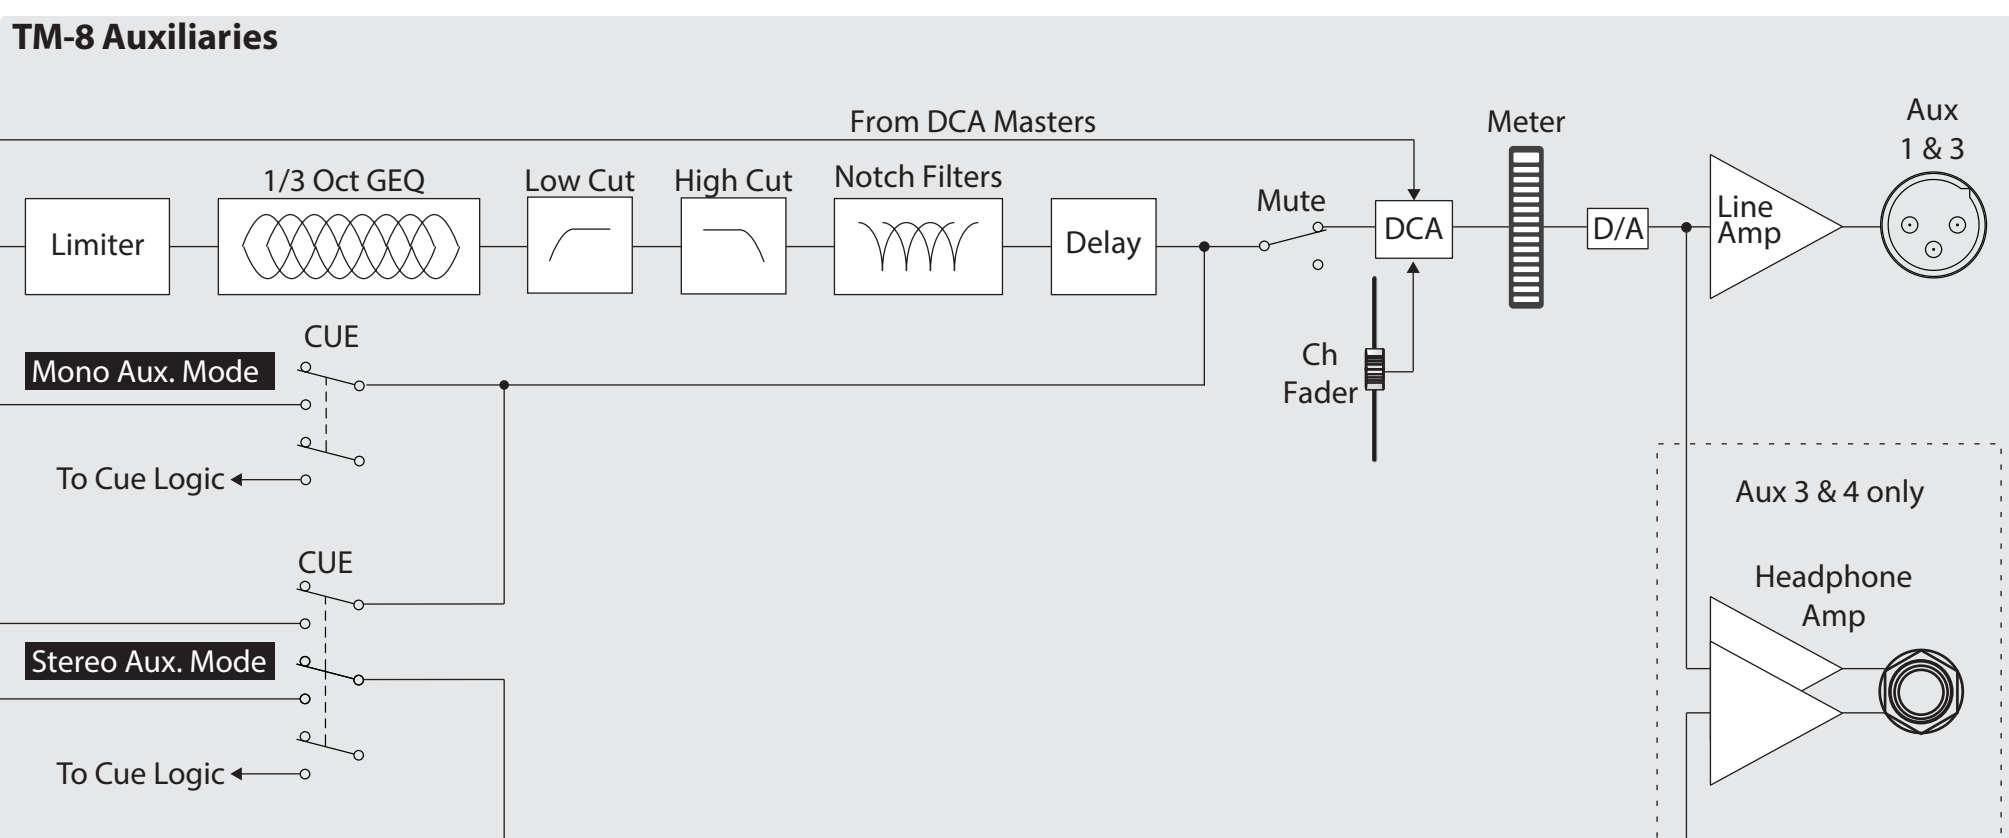 TM-8 Auxiliaries
From DCA Masters
Meter
Aux
1 & 3
1/3 Oct GEQ
Low Cut
High Cut
Notch Filters
Mute
Limiter
Delay
DCA
D/A
Line
Amp
CUE
Mono Aux. Mode
Ch
Fader
To Cue Logic
Aux 3 & 4 only
CUE
Headphone
Amp
Stereo Aux. Mode
To Cue Logic